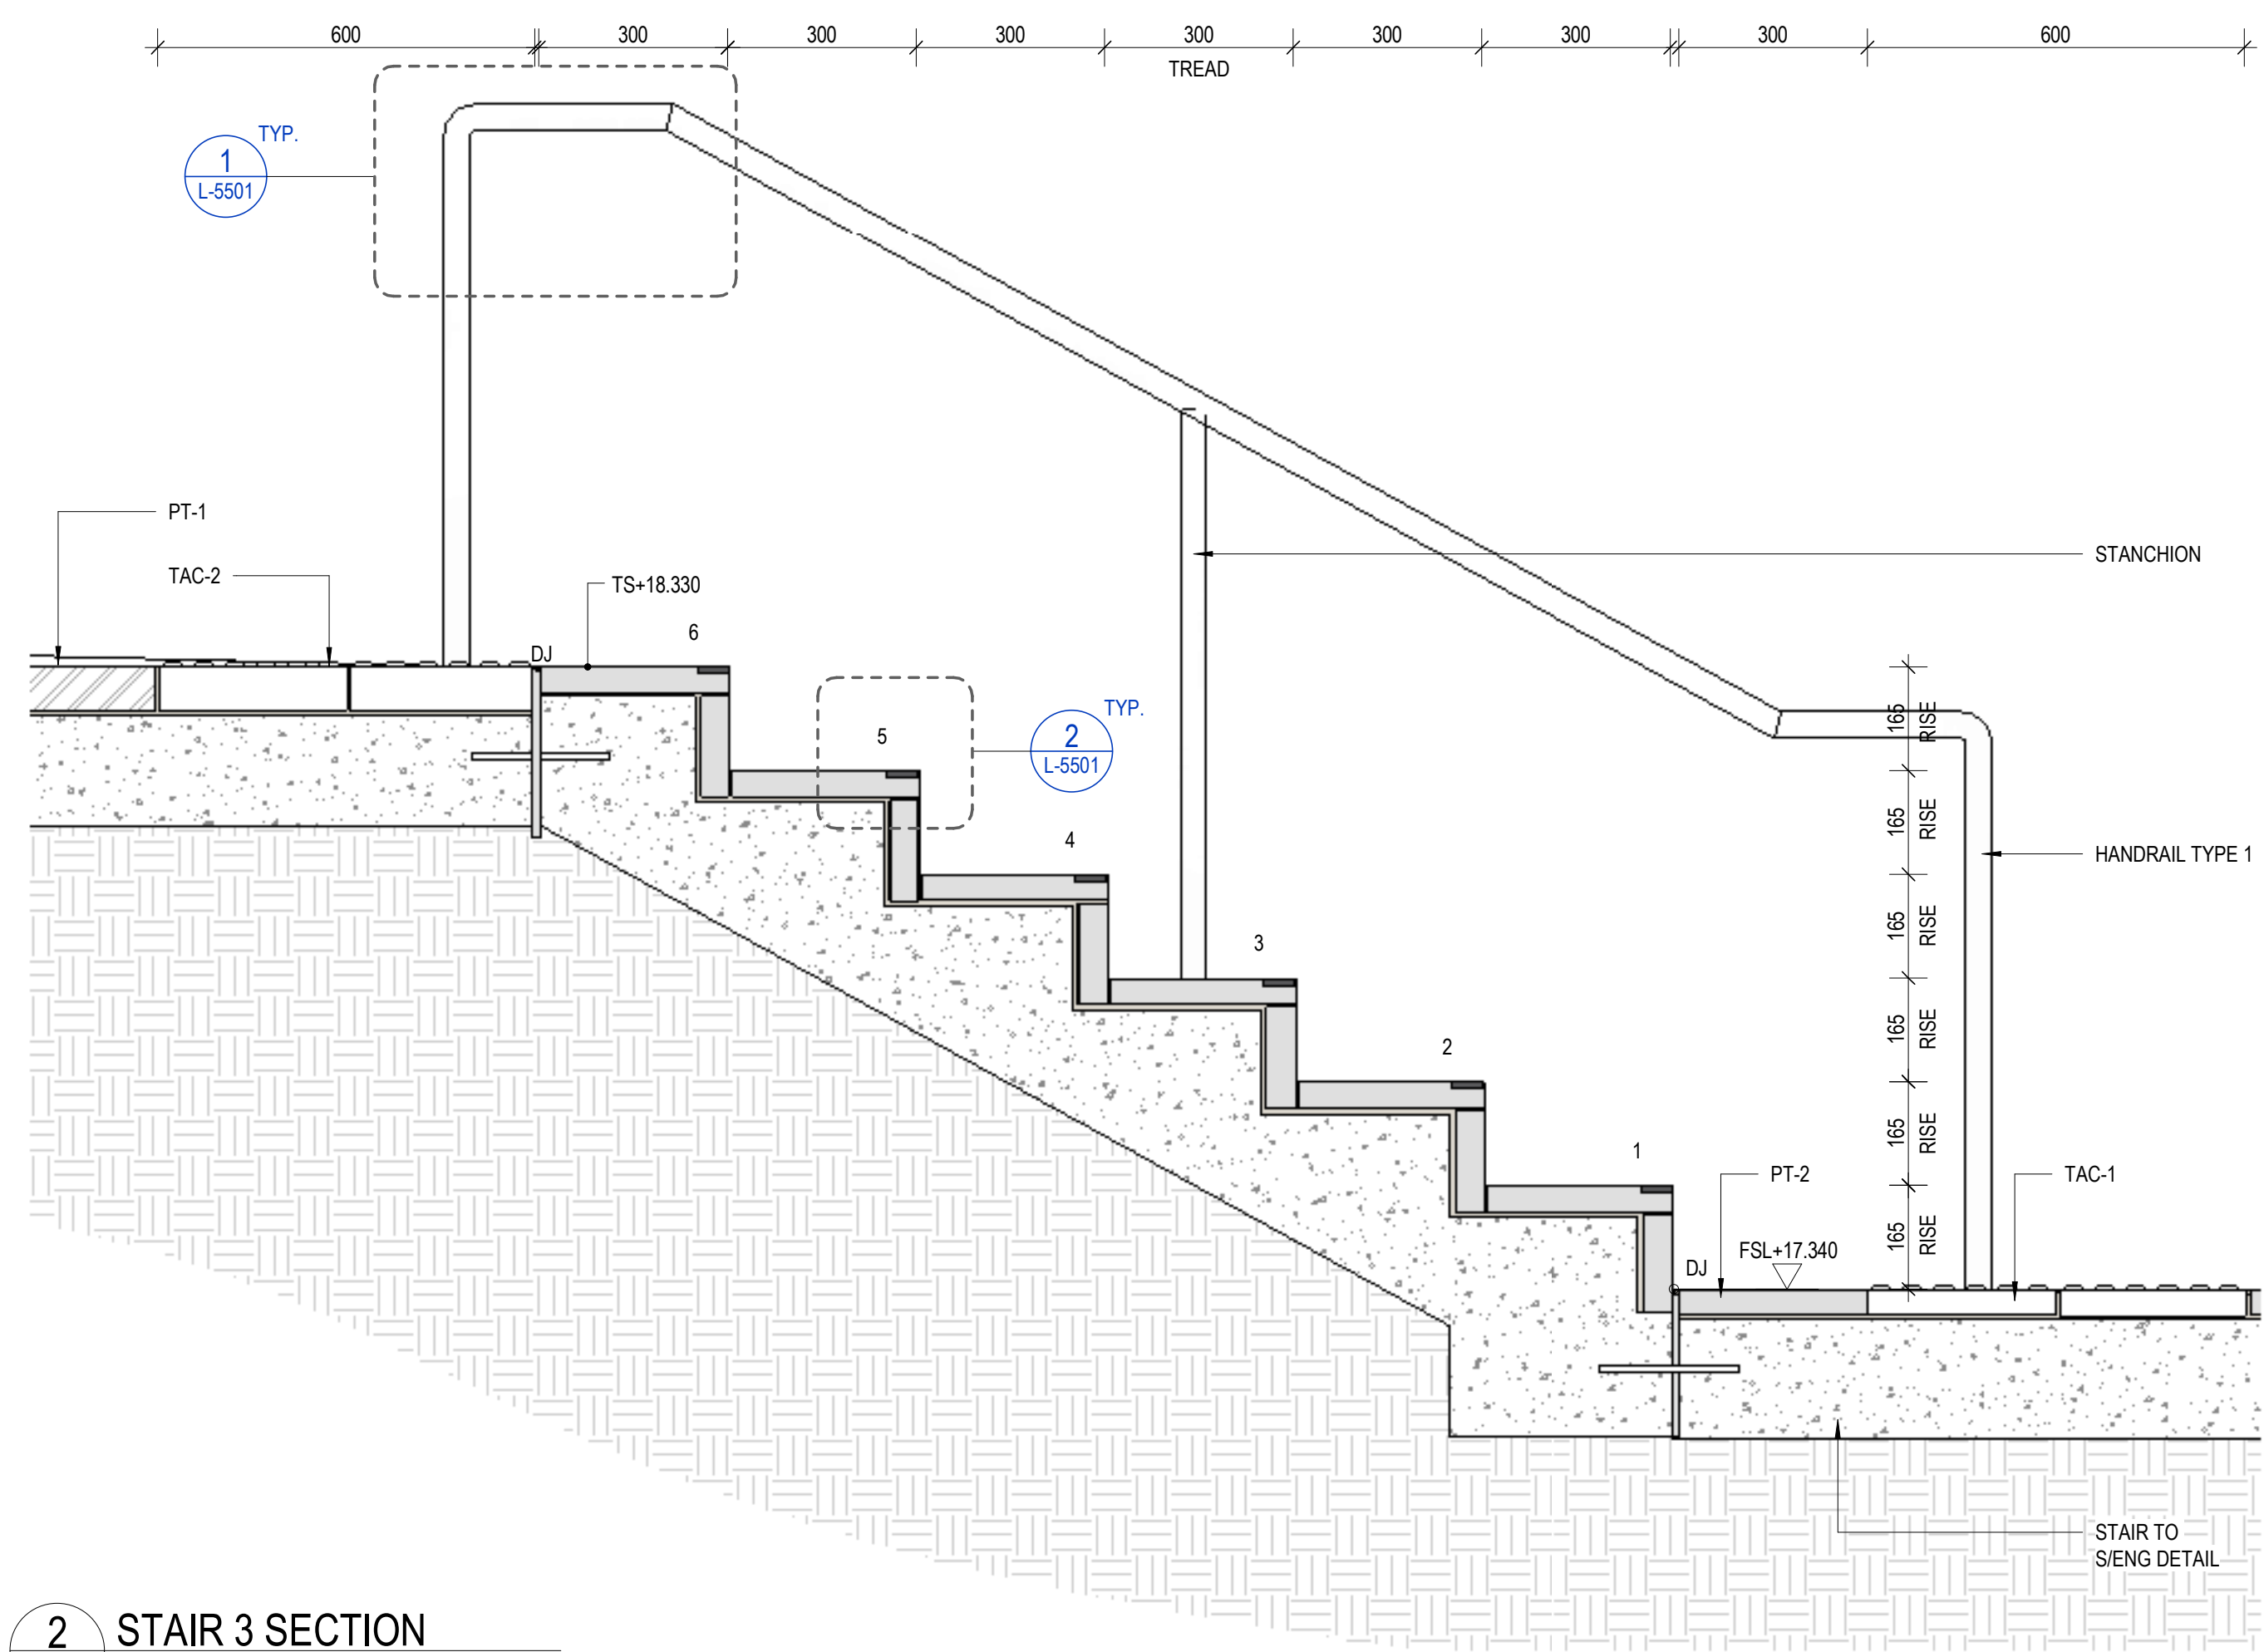 600
300
300
300
300
300
300
300
600
TREAD
TYP.
1
L-5501
PT-1
TAC-2
TS+18.330
STANCHION
6
DJ
5
TYP.
2
L-5501
165
RISE
165
RISE
HANDRAIL TYPE 1
4
165
RISE
3
165
RISE
2
165
RISE
1
PT-2
TAC-1
165
RISE
FSL+17.340
DJ
STAIR TO
S/ENG DETAIL
2
STAIR 3 SECTION